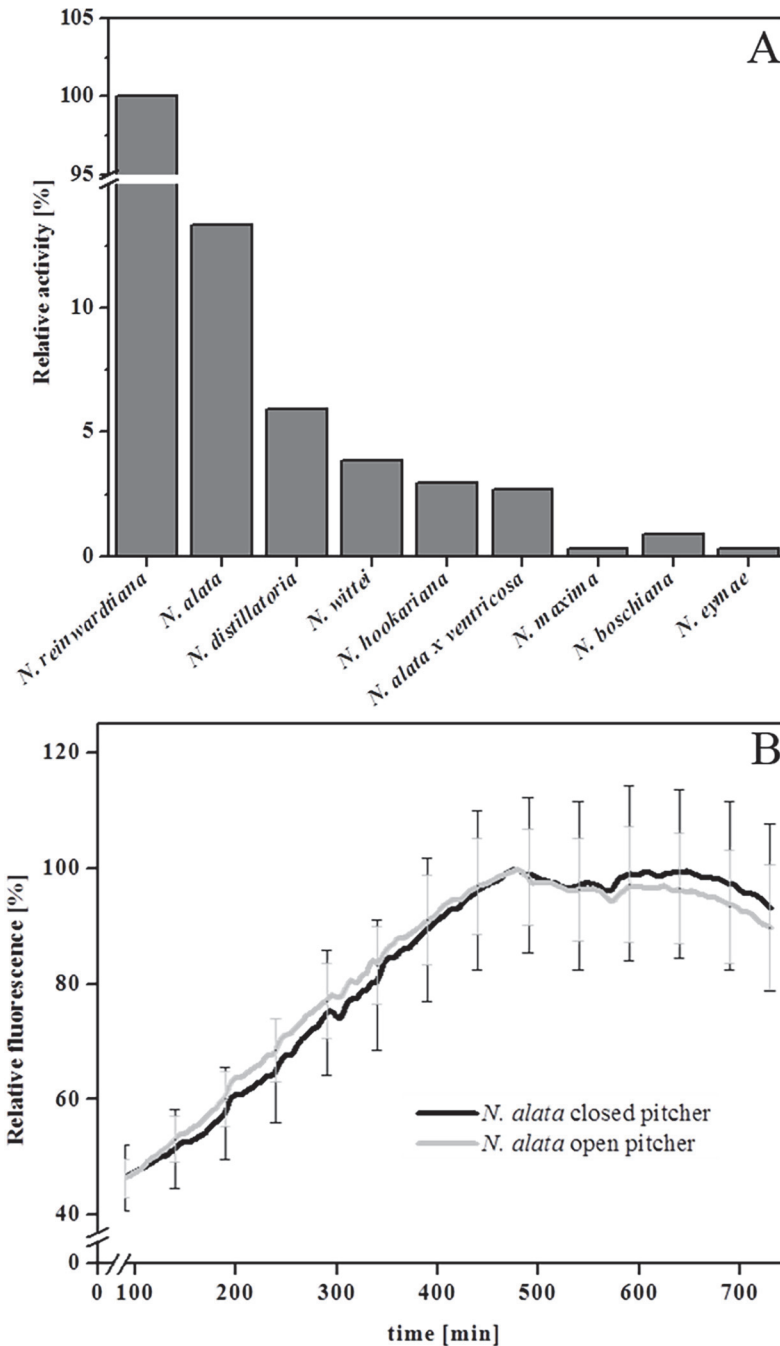 A
105
100
95
10
5
0
Relative activity [%]
N. reinwardtiana
N. alata
N. distillatoria
N. wittei
N. hookariana
N. alata x ventricosa
N. maxima
N. boschiana
N. eymae
B
120
100
80
60
40
0
Relative fluorescence [%]
N. alata closed pitcher
N. alata open pitcher
0 100 200 300 400 500 600 700
time [min]